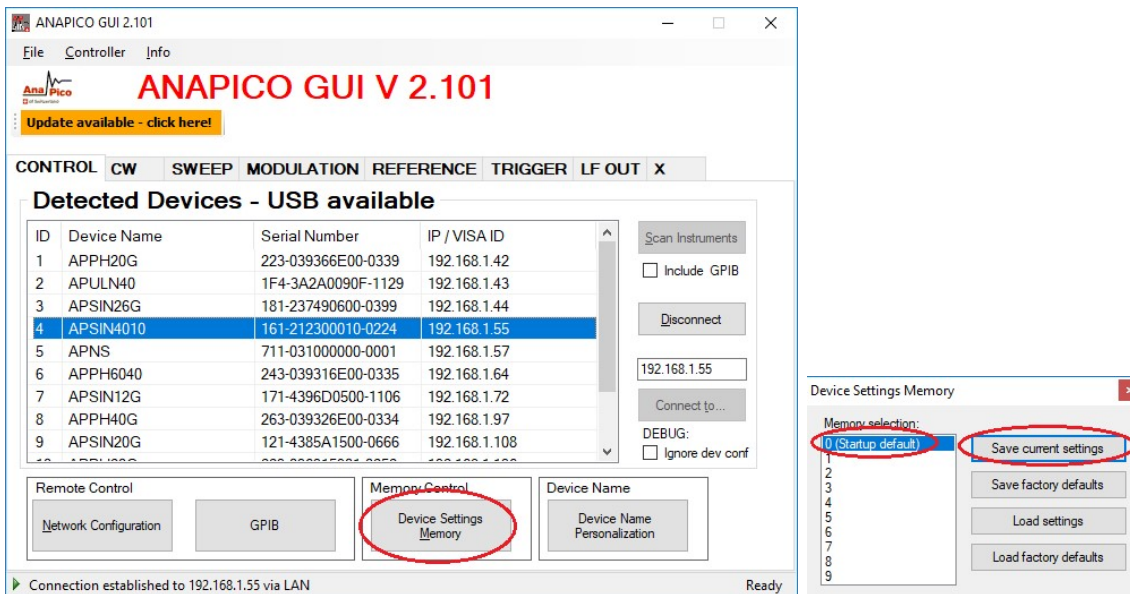 ANAPICO GUI 2.101
File Controller Info
Ana Pico
ANAPICO GUI V 2.101
Update available - click here!
CONTROL CW SWEEP MODULATION REFERENCE TRIGGER LF OUT X
Detected Devices - USB available
ID Device Name Serial Number IP / VISA ID
1 APPH20G 223-039366E00-0339 192.168.1.42
2 APULN40 1F4-3A2A0090F-1129 192.168.1.43
3 APSIN26G 181-237490600-0399 192.168.1.44
4 APSIN4010 161-212300010-0224 192.168.1.55
5 APNS 711-031000000-0001 192.168.1.57
6 APPH6040 243-039316E00-0335 192.168.1.64
7 APSIN12G 171-4396D0500-1106 192.168.1.72
8 APPH40G 263-039326E00-0334 192.168.1.97
9 APSIN20G 121-4385A1500-0666 192.168.1.108
Scan Instruments
Include GPIB
Disconnect
192.168.1.55
Connect to...
DEBUG:
Ignore dev conf
Remote Control
Network Configuration
GPIB
Memory Control
Device Settings
Memory
Device Name
Device Name
Personalization
Connection established to 192.168.1.55 via LAN
Ready
Device Settings Memory
Memory selection:
0 (Startup default)
1
2
3
4
5
6
7
8
9
Save current settings
Save factory defaults
Load settings
Load factory defaults